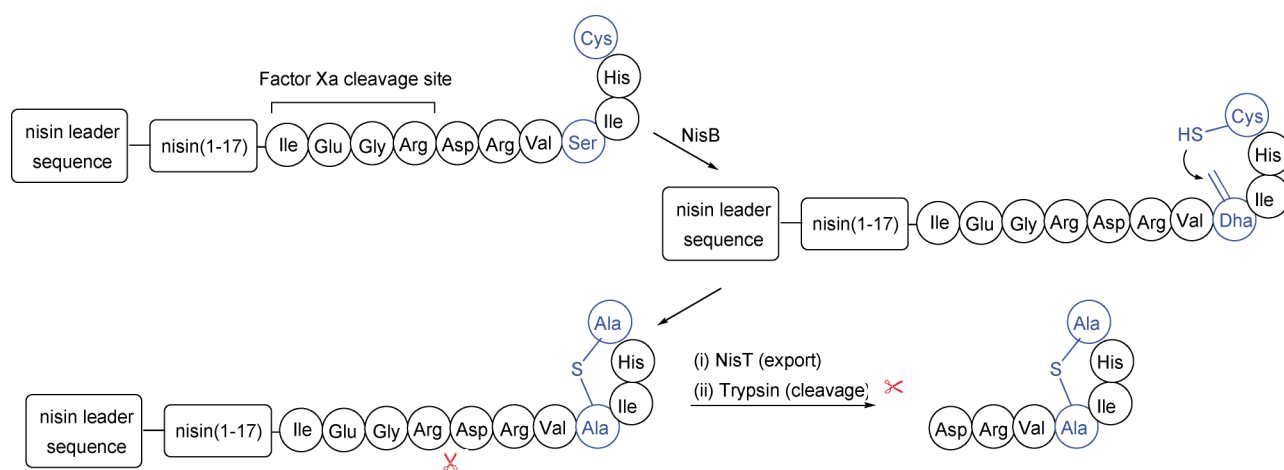 Cys
Factor Xa cleavage site
His
nisin leader
sequence
nisin(1-17)
Ile Glu Gly Arg Asp Arg Val Ser Ile
NisB
HS Cys
His
nisin leader
sequence
nisin(1-17)
Ile Glu Gly Arg Asp Arg Val Dha Ile
Ala
S His
nisin leader
sequence
nisin(1-17)
Ile Glu Gly Arg Asp Arg Val Ala Ile
(i) NisT (export)
(ii) Trypsin (cleavage)
Ala
S His
Asp Arg Val Ala Ile